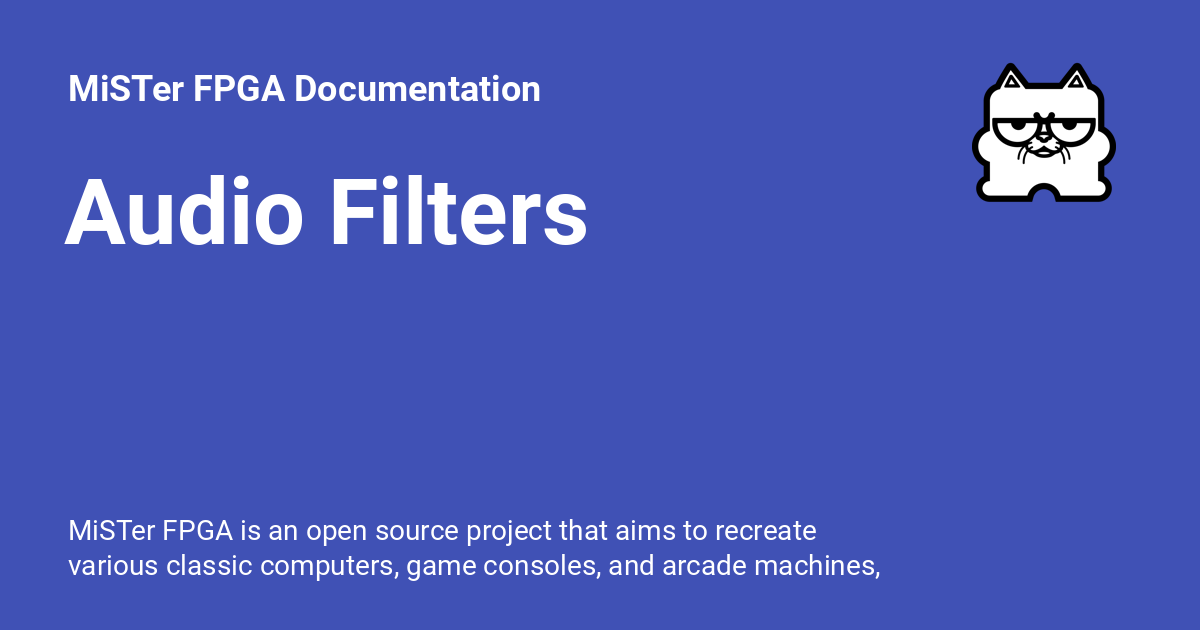 MiSTer FPGA Documentation
Audio Filters
MiSTer FPGA is an open source project that aims to recreate
various classic computers, game consoles, and arcade machines,